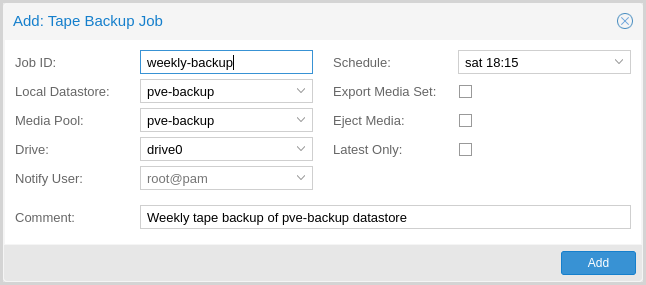 Add: Tape Backup Job
Job ID: weekly-backup Schedule: sat 18:15
Local Datastore: pve-backup Export Media Set:
Media Pool: pve-backup Eject Media:
Drive: drive0 Latest Only:
Notify User: root@pam
Comment: Weekly tape backup of pve-backup datastore
Add